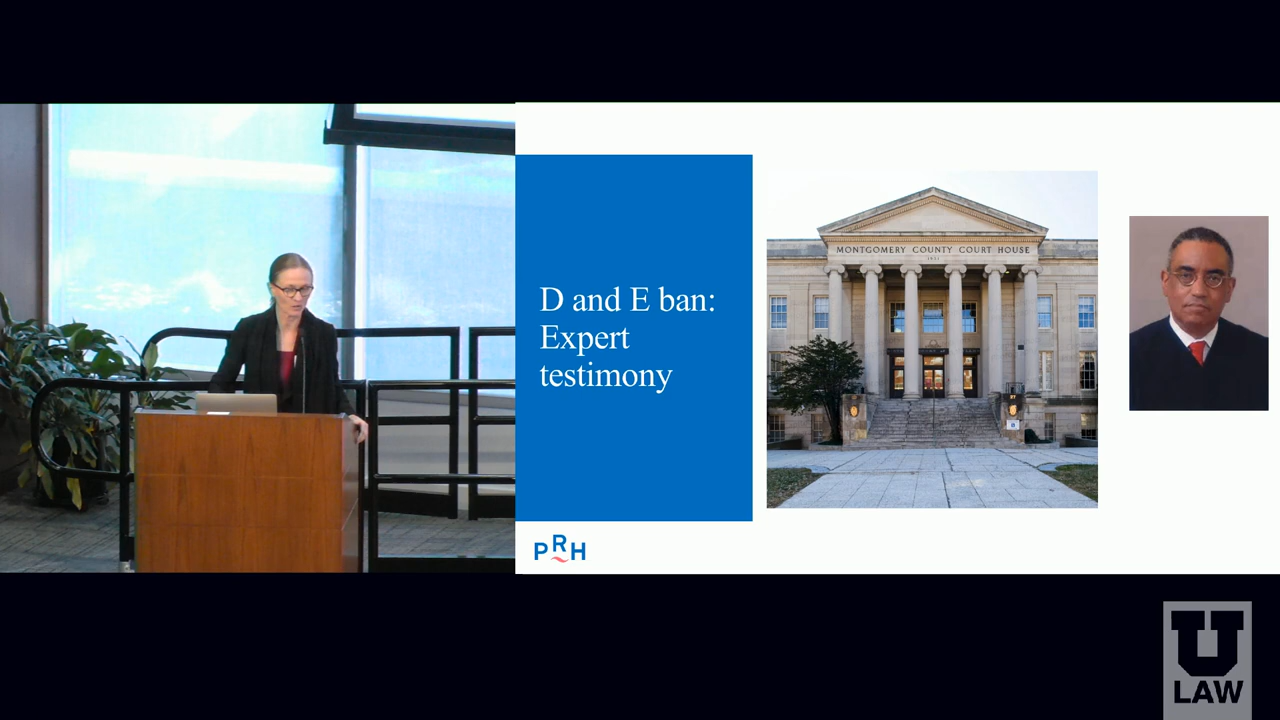 D and E ban:
Expert
testimony
MONTGOMERY COUNTY COURT HOUSE
PRH
U
LAW